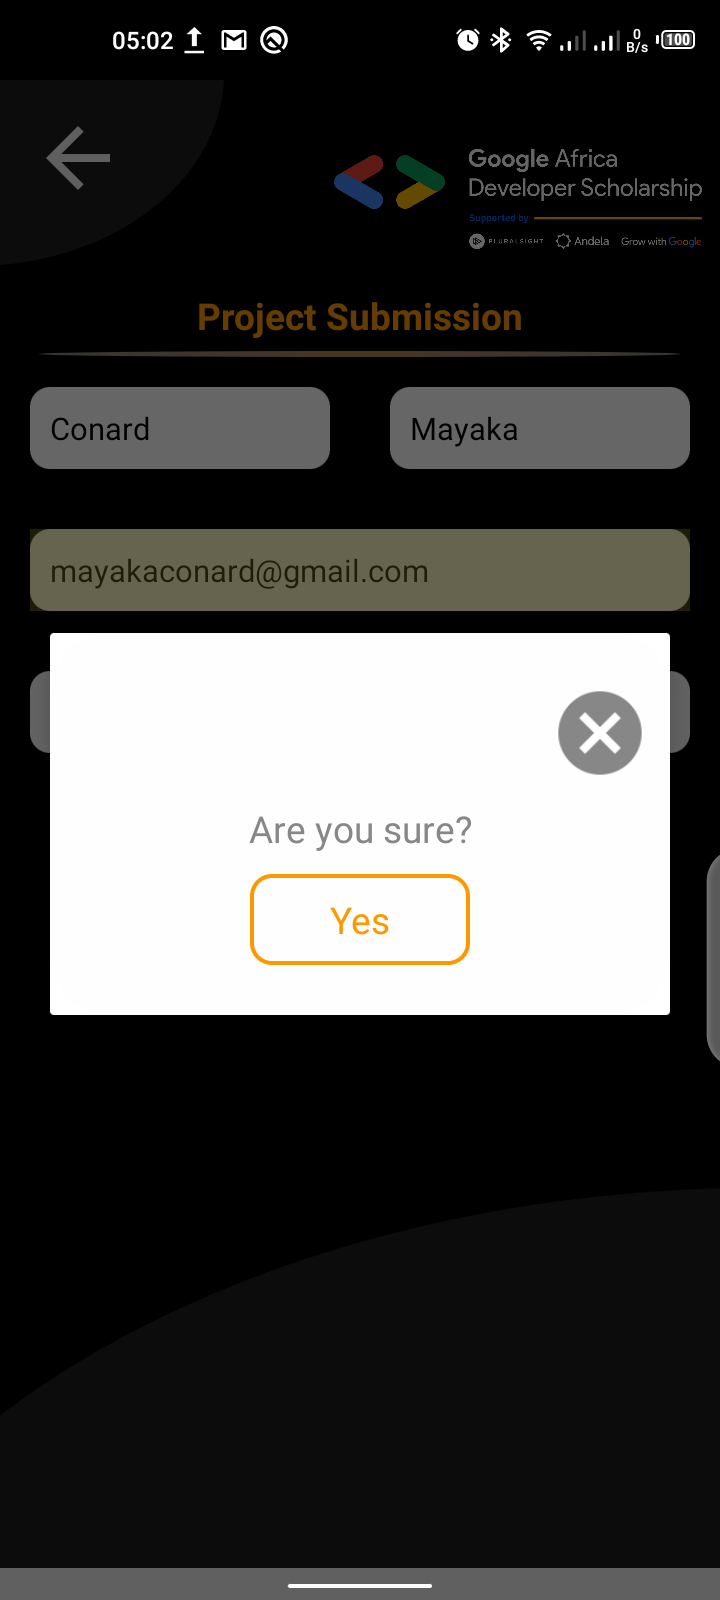 05:02
0
B/s
100
Google Africa
Developer Scholarship
Supported by
PLURALSIGHT Andela Grow with Google
Project Submission
Conard Mayaka
mayakaconard@gmail.com
Are you sure?
Yes